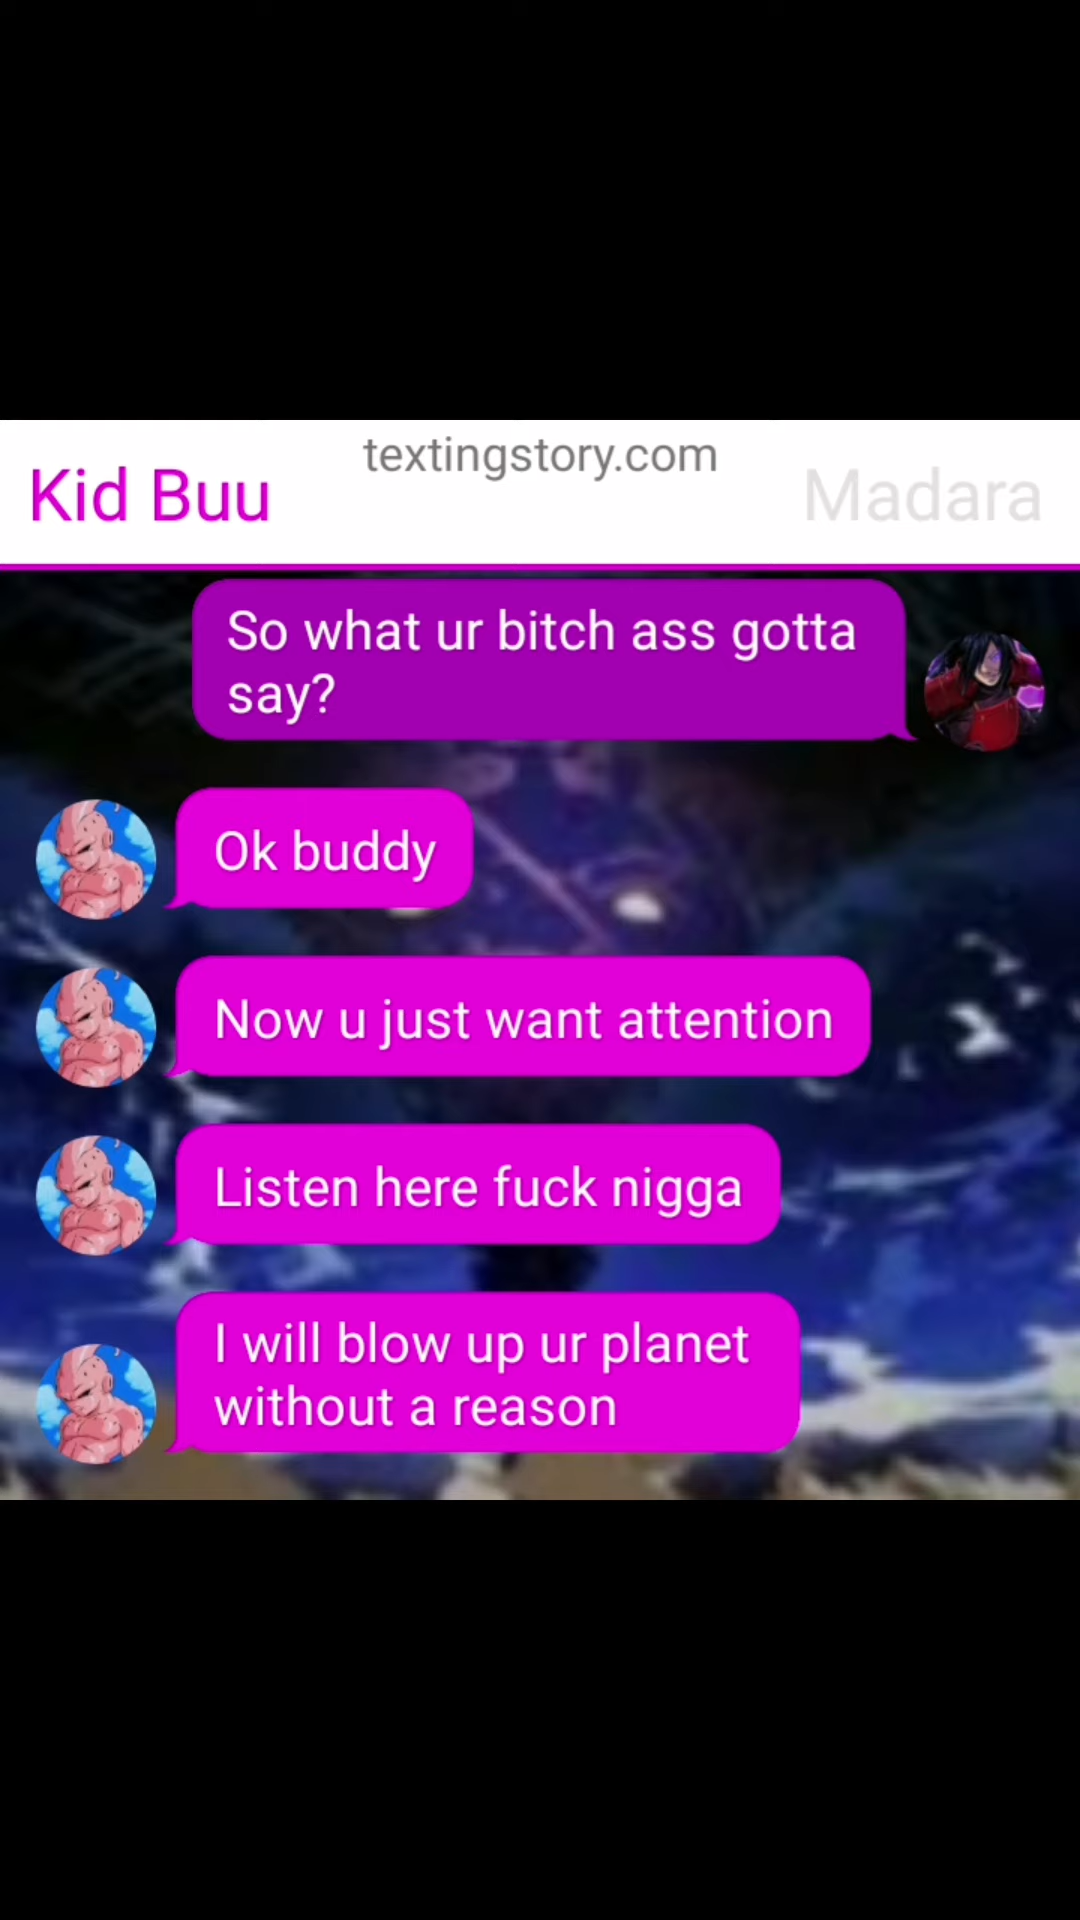 textingstory.com
Kid Buu
Madara
So what ur bitch ass gotta
say?
Ok buddy
Now u just want attention
Listen here fuck nigga
I will blow up ur planet
without a reason